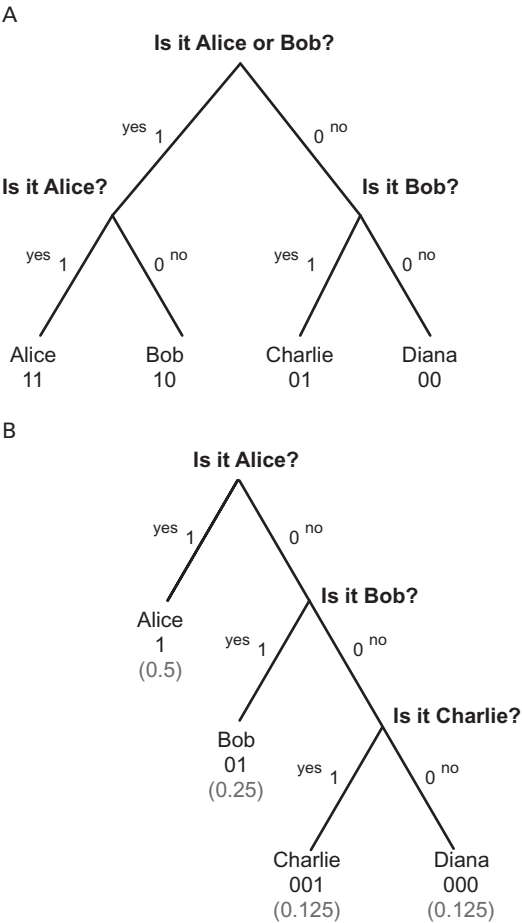 A
Is it Alice or Bob?
yes 1 0 no
Is it Alice? Is it Bob?
yes 1 0 no yes 1 0 no
Alice Bob Charlie Diana
11 10 01 00
B
Is it Alice?
yes 1 0 no
Is it Bob?
Alice
1
(0.5)
yes 1 0 no
Is it Charlie?
Bob
01
(0.25)
yes 1 0 no
Charlie Diana
001 000
(0.125) (0.125)